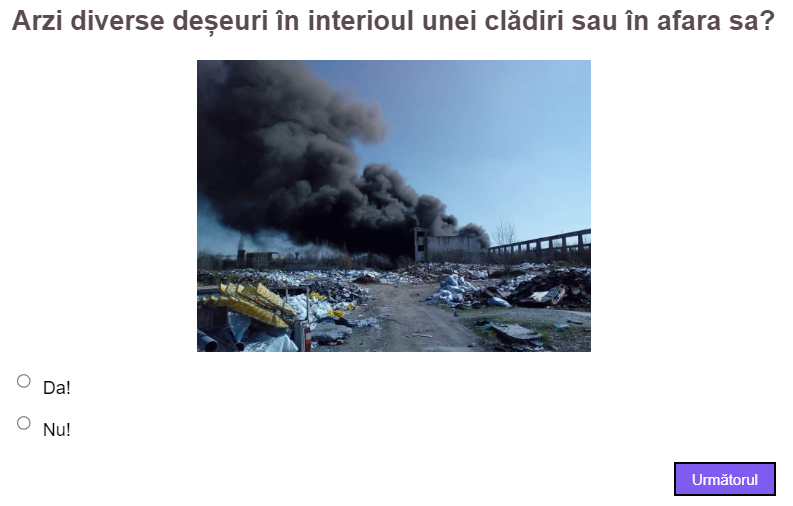 Arzi diverse deșeuri în interioul unei clădiri sau în afara sa?
Da!
Nu!
Următorul